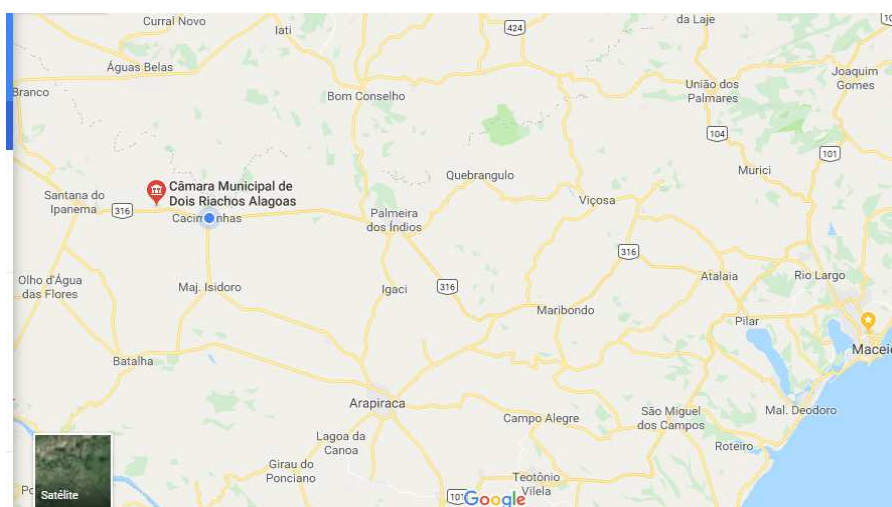 Curral Novo
Iati
424
da Laje
10
Águas Belas
Joaquim
Gomes
Branco
Bom Conselho
União dos
Palmares
104
101
Quebrangulo
Murici
Câmara Municipal de
Dois Riachos Alagoas
Santana do
Ipanema
316
Viçosa
Palmeira
dos Índios
316
Olho d'Água
das Flores
Maj. Isidoro
Igaci
316
Atalaia
Rio Largo
Maribondo
Pilar
Batalha
Arapiraca
Campo Alegre
São Miguel
dos Campos
Mal. Deodoro
Lagoa da
Canoa
Roteiro
Girau do
Ponciano
Teotônio
Vilela
Satélite
101
Google